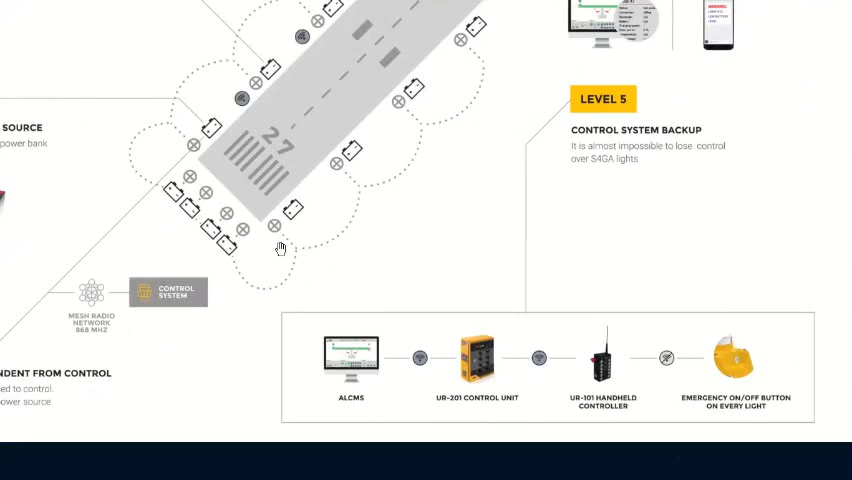 LEVEL 5
CONTROL SYSTEM BACKUP
It is almost impossible to lose control
over S4GA lights
SOURCE
power bank
27
CONTROL
SYSTEM
MESH RADIO
NETWORK
868 MHZ
NDENT FROM CONTROL
sed to control.
power source
ALCMS
UR-201 CONTROL UNIT
UR-101 HANDHELD
CONTROLLER
EMERGENCY ON/OFF BUTTON
ON EVERY LIGHT